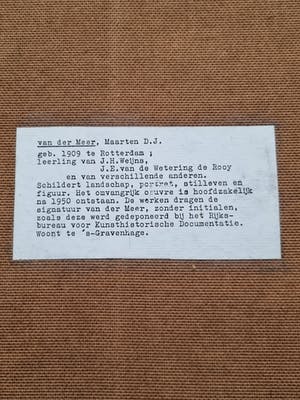 van der Meer, Maarten D.J.
geb. 1909 te Rotterdam ;
leerling van J.H.Weijns,
J.E.van de Wetering de Rooy
en van verschillende anderen.
Schildert landschap, portret, stilleven en
figuur. Het onvangrijk oeuvre is hoofdzakelijk
na 1950 ontstaan. De werken dragen de
signatuur van der Meer, zonder initialen,
zoals deze werd gedeponeerd bij het Rijks-
bureau voor Kunsthistorische Documentatie.
Woont te 's-Gravenhage.